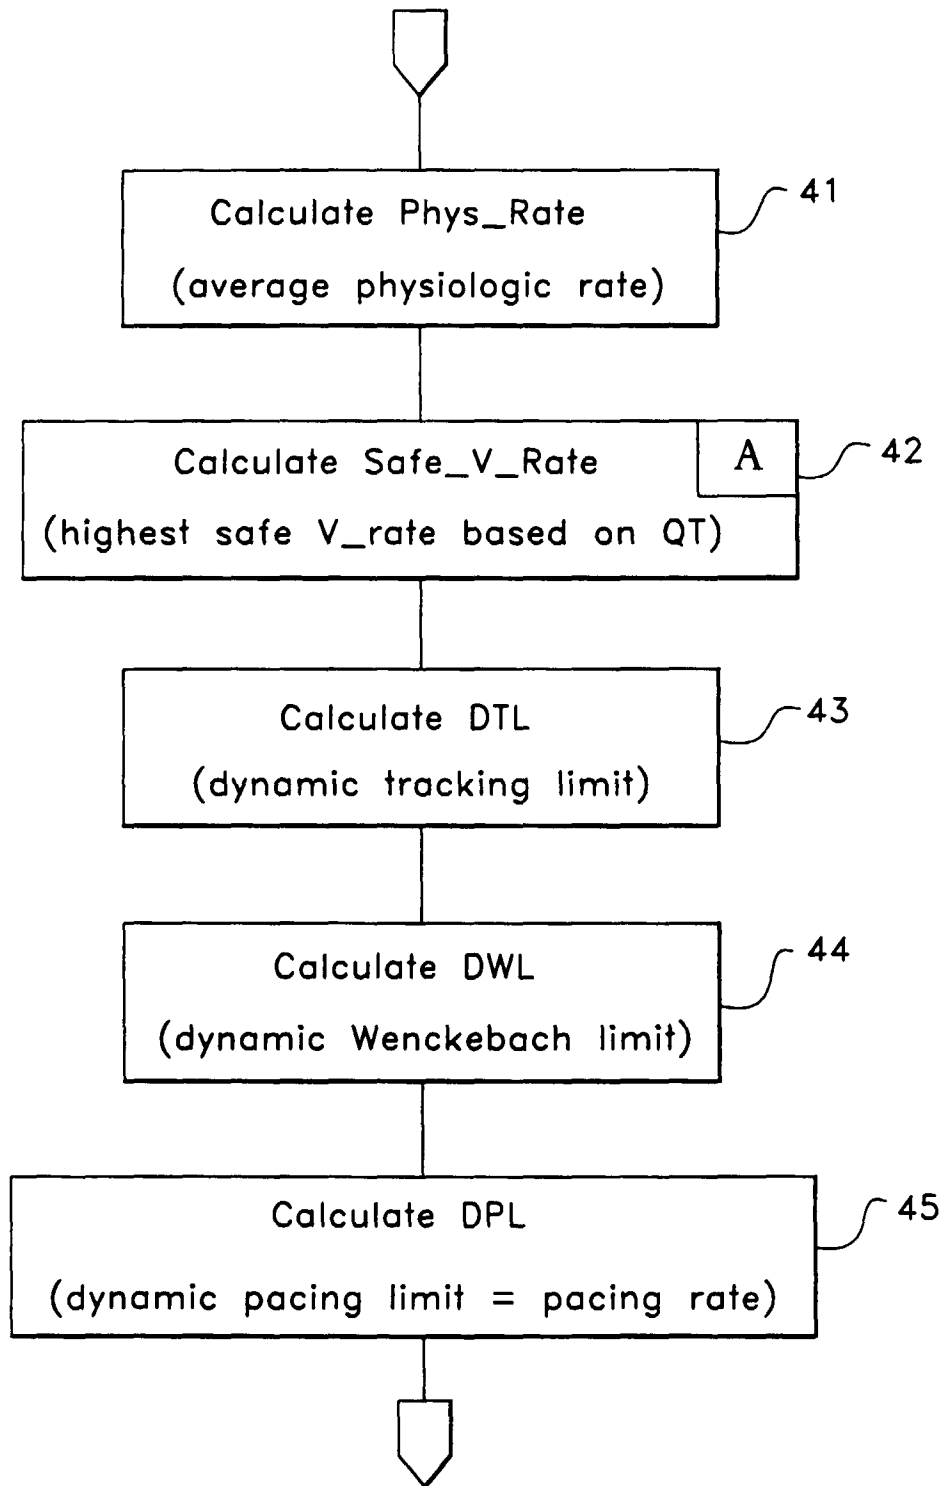 Calculate Phys_Rate
(average physiologic rate)
41
Calculate Safe_V_Rate
A
(highest safe V_rate based on QT)
42
Calculate DTL
(dynamic tracking limit)
43
Calculate DWL
(dynamic Wenckebach limit)
44
Calculate DPL
(dynamic pacing limit = pacing rate)
45